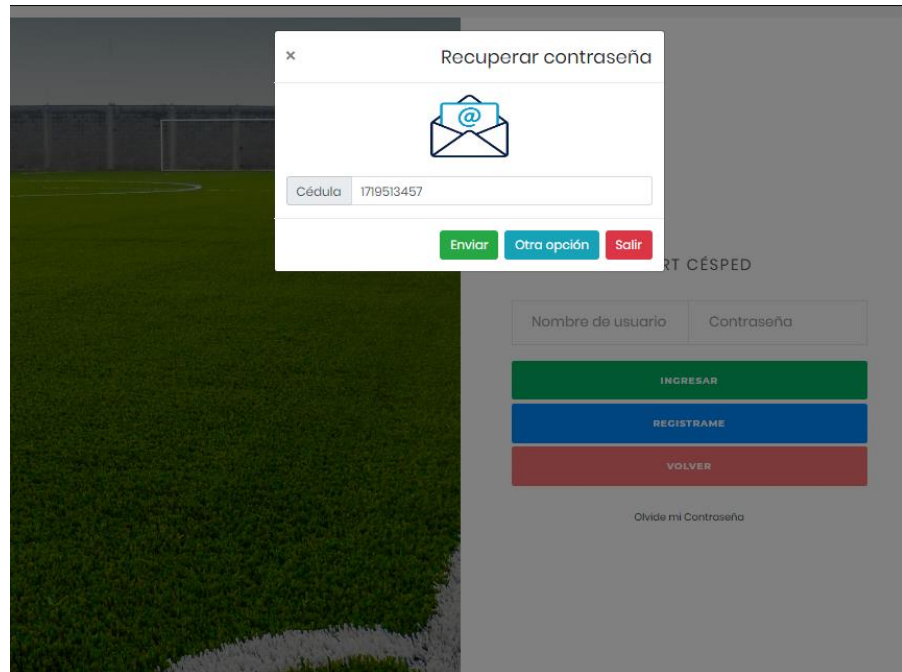 × Recuperar contraseña
@
Cédula 1719513457
Enviar Otra opción Salir
RT CÉSPED
Nombre de usuario Contraseña
INGRESAR
REGISTRAME
VOLVER
Olvide mi Contraseña